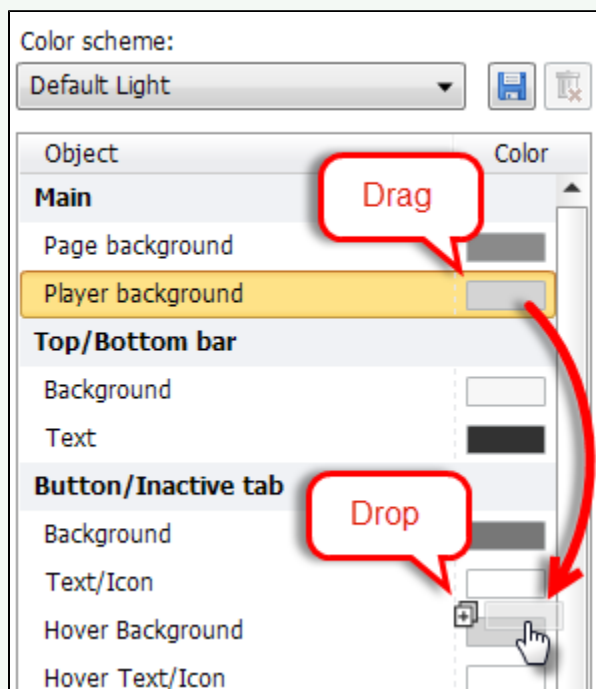 Color scheme:
Default Light
Object Color
Main
Drag
Page background
Player background
Top/Bottom bar
Background
Text
Button/Inactive tab
Drop
Background
Text/Icon
Hover Background
Hover Text/Icon